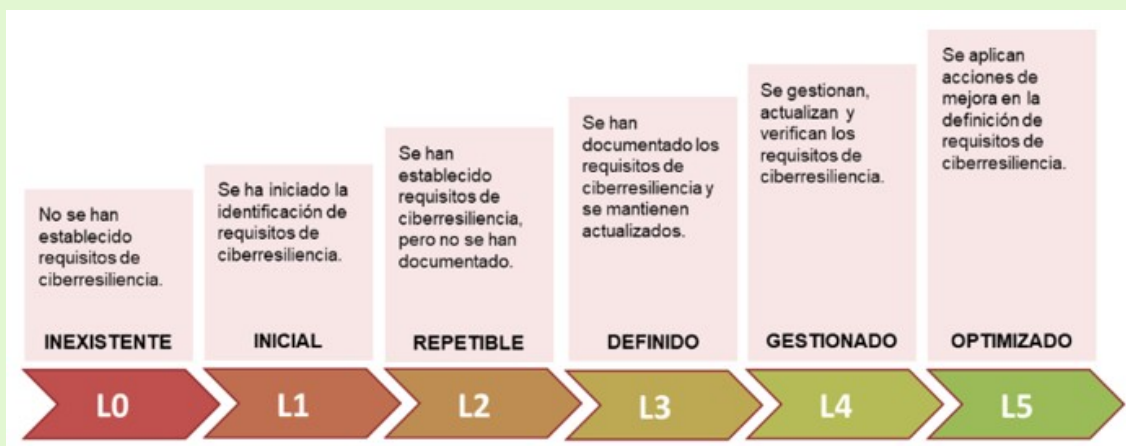 No se han
establecido
requisitos de
ciberresiliencia.
INEXISTENTE
L0
Se ha iniciado la
identificación de
requisitos de
ciberresiliencia.
INICIAL
L1
Se han
establecido
requisitos de
ciberresiliencia,
pero no se han
documentado.
REPETIBLE
L2
Se han
documentado los
requisitos de
ciberresiliencia y
se mantienen
actualizados.
DEFINIDO
L3
Se gestionan,
actualizan y
verifican los
requisitos de
ciberresiliencia.
GESTIONADO
L4
Se aplican
acciones de
mejora en la
definición de
requisitos de
ciberresiliencia.
OPTIMIZADO
L5